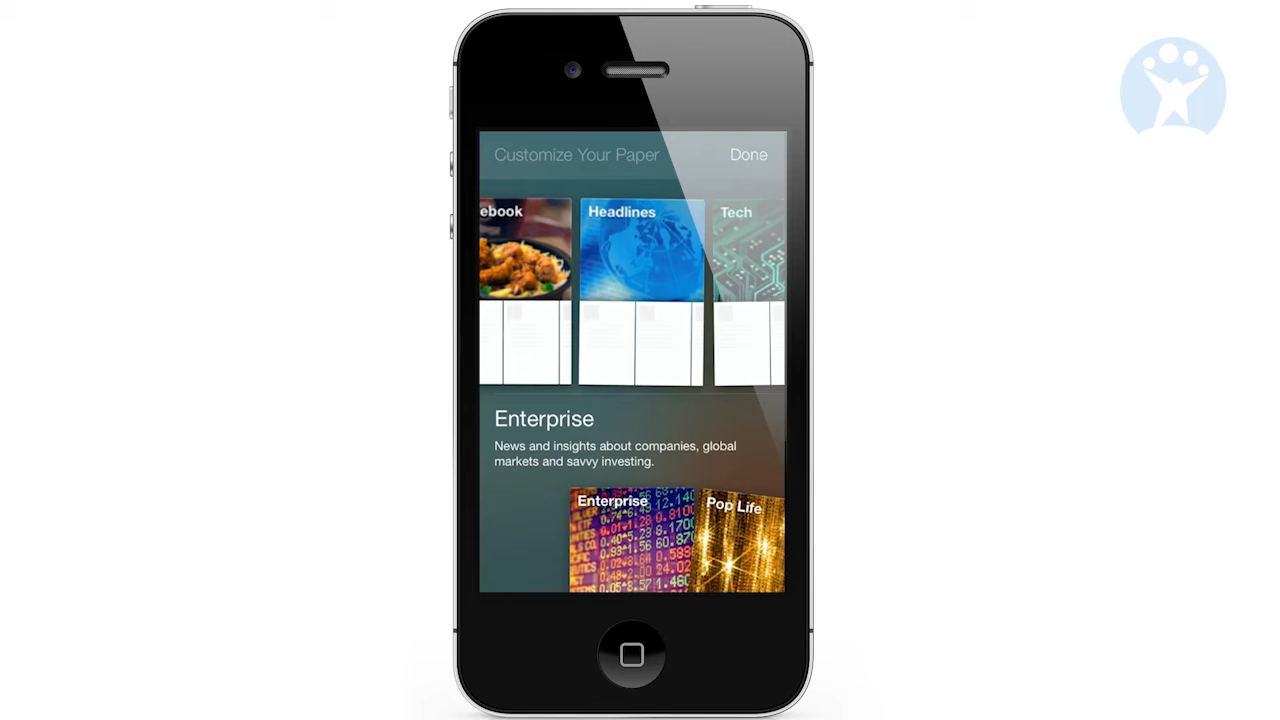 Customize Your Paper Done
ebook Headlines Tech
Enterprise
News and insights about companies, global
markets and savvy investing.
Enterprise Pop Life